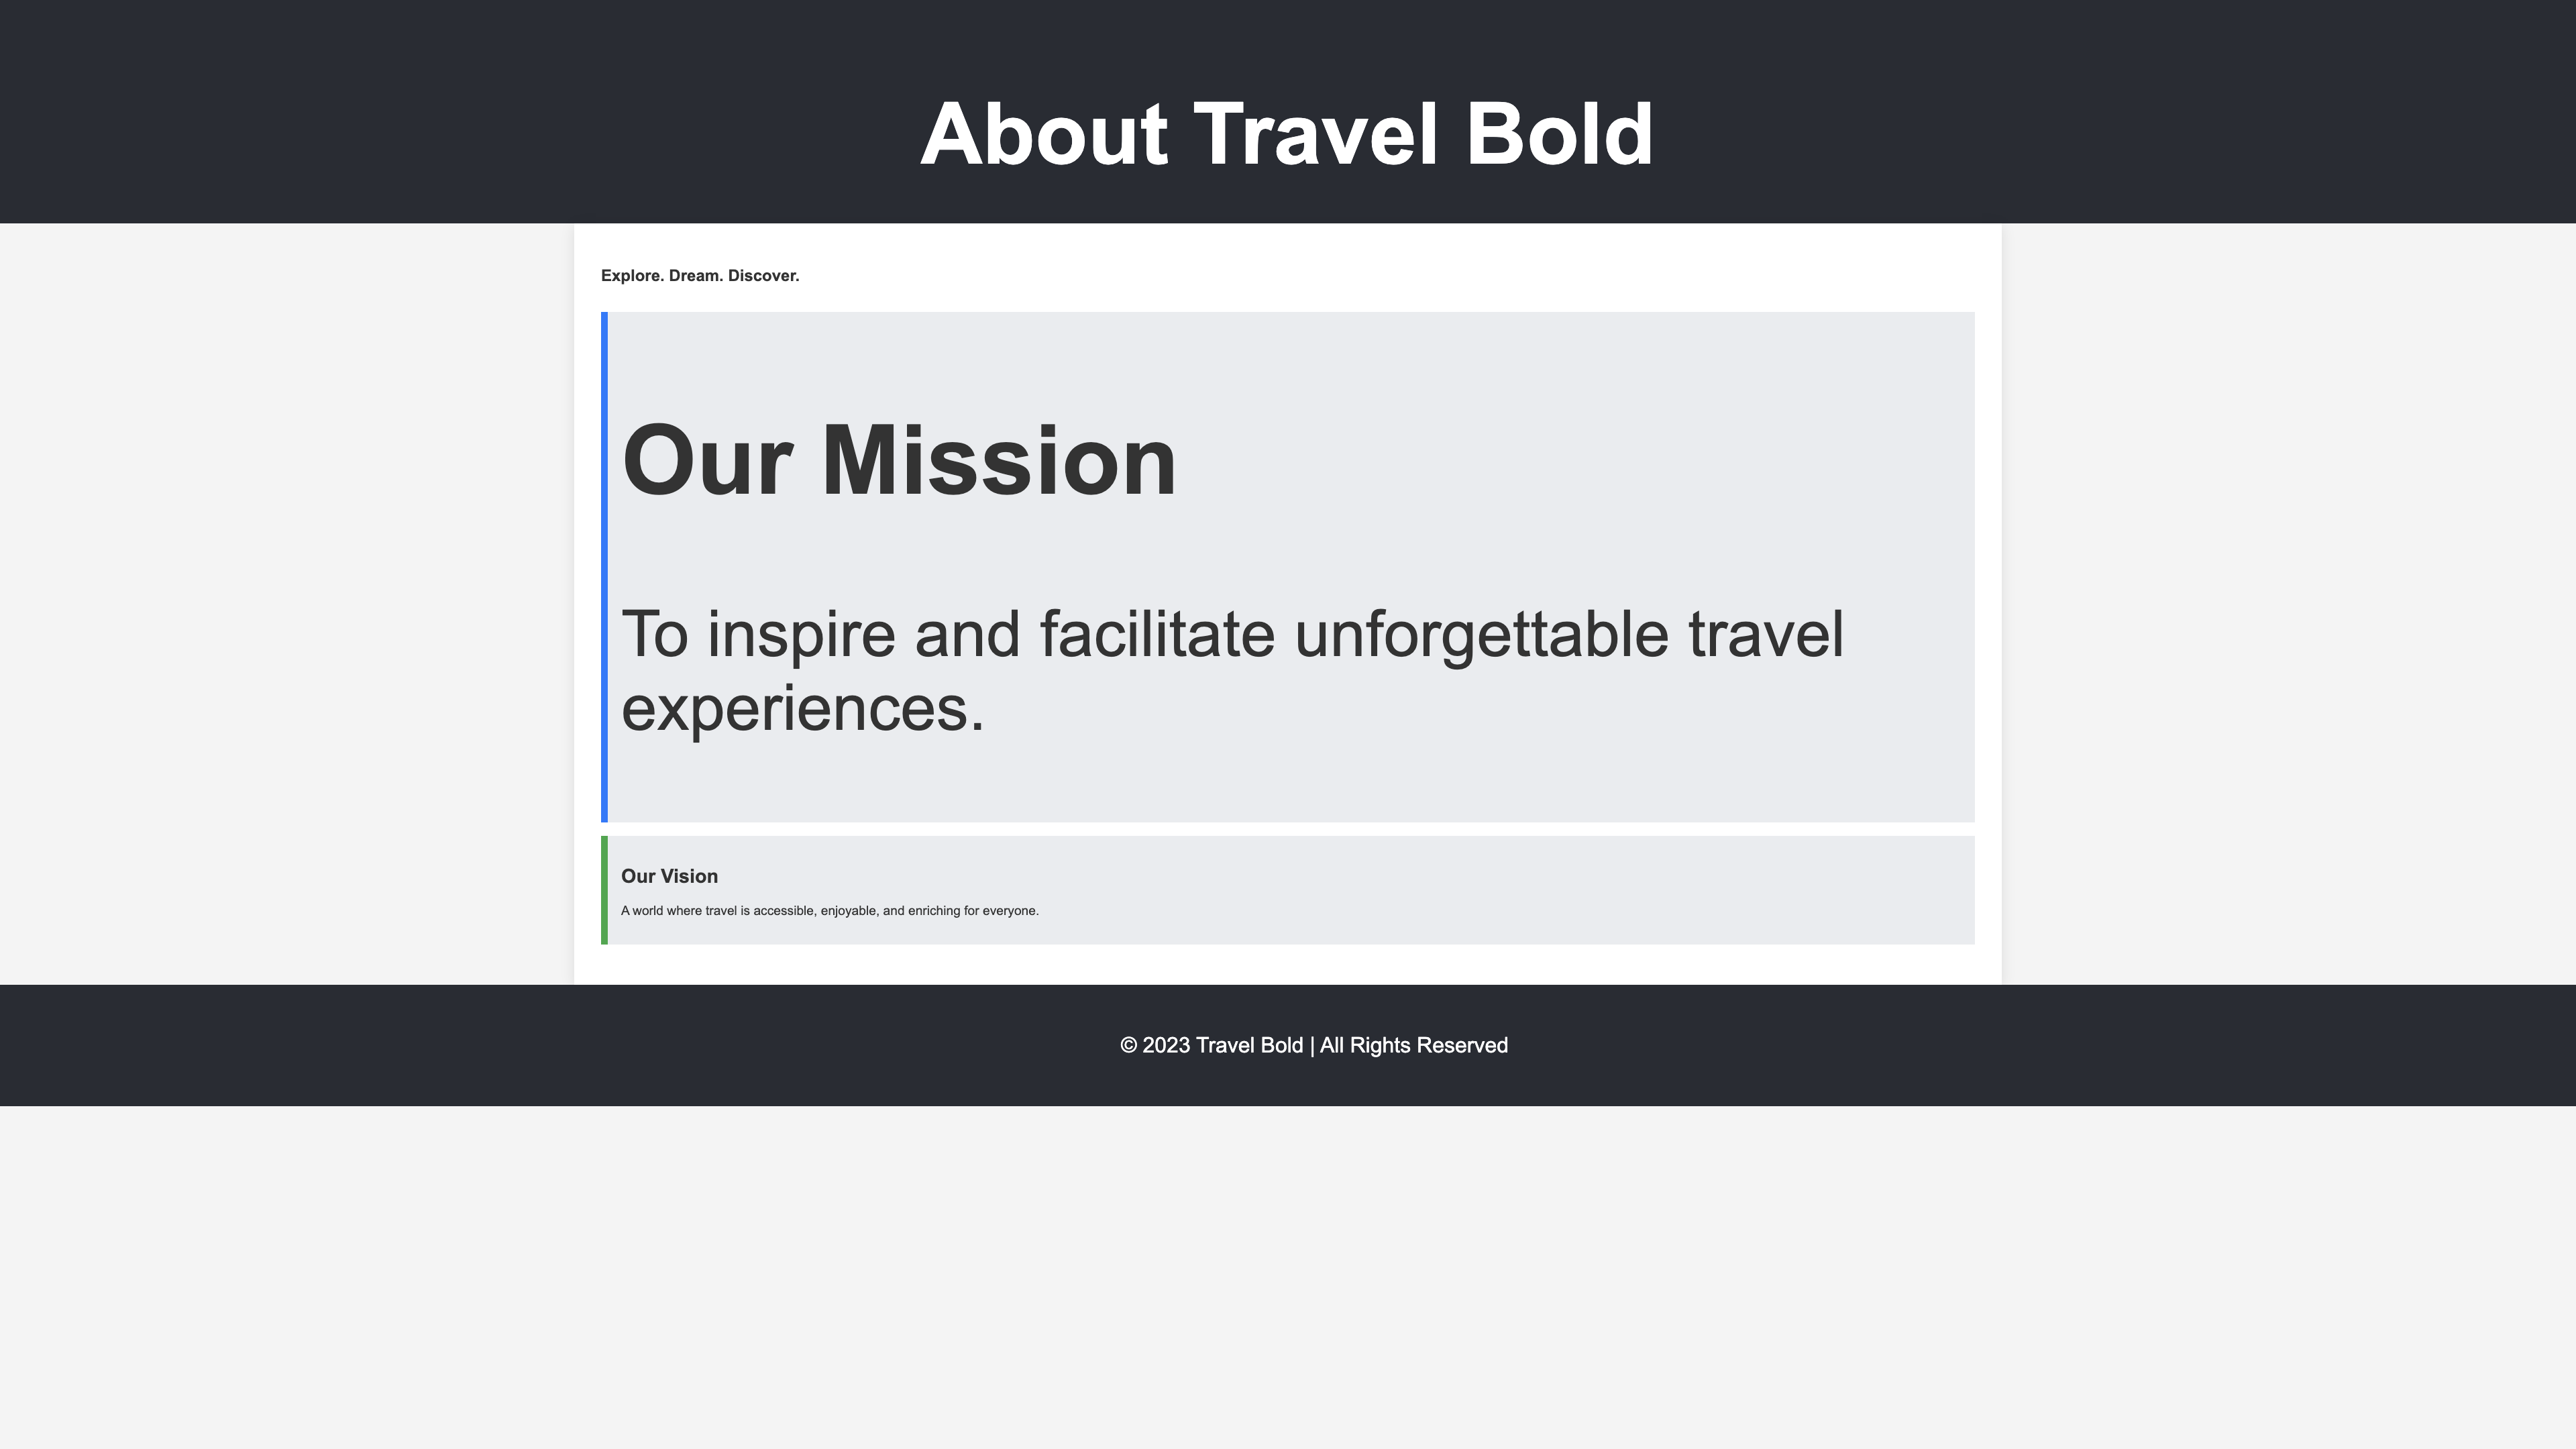 About Travel Bold
Explore. Dream. Discover.
Our Mission
To inspire and facilitate unforgettable travel
experiences.
Our Vision
A world where travel is accessible, enjoyable, and enriching for everyone.
© 2023 Travel Bold | All Rights Reserved